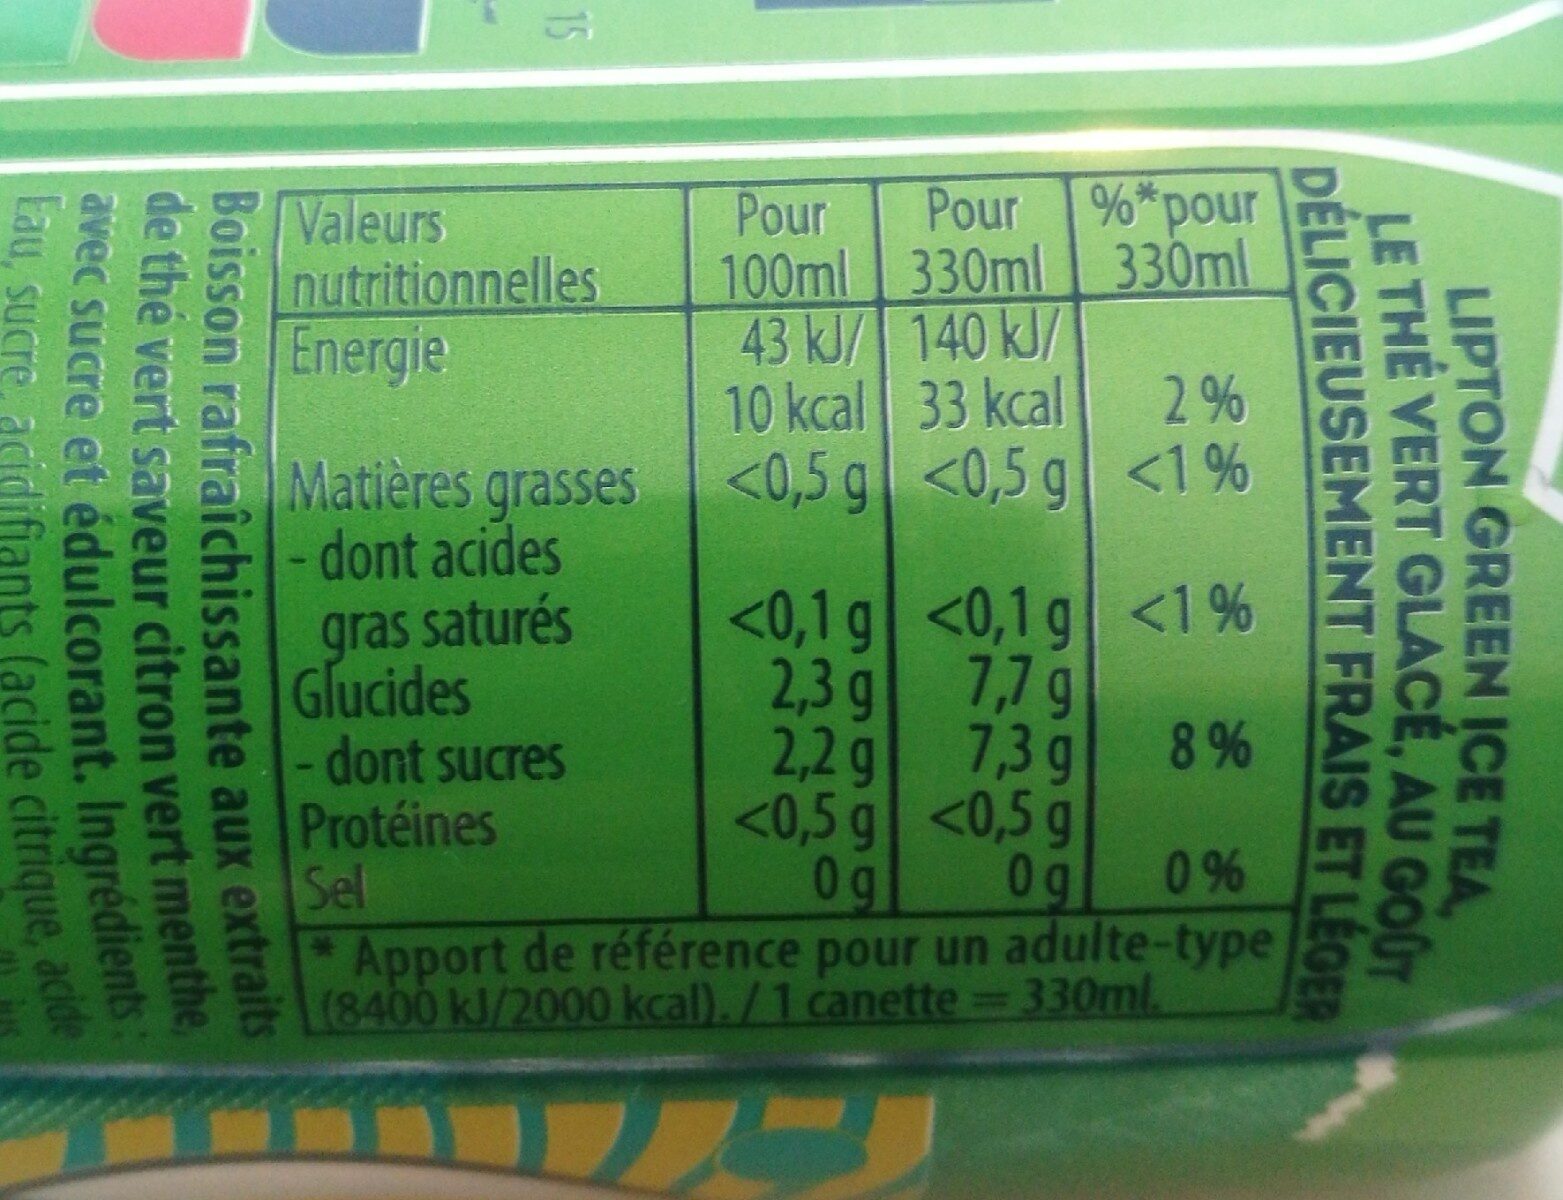 LIPTON GREEN ICE TEA,
LE THÉ VERT GLACÉ, AU GOÛT
DÉLICIEUSEMENT FRAIS ET LÉGER
Valeurs nutritionnelles | Pour 100ml | Pour 330ml | %*pour 330ml
Energie | 43 kJ/ 10 kcal | 140 kJ/ 33 kcal | 2 %
Matières grasses | <0,5 g | <0,5 g | <1 %
- dont acides gras saturés | <0,1 g | <0,1 g | <1 %
Glucides | 2,3 g | 7,7 g
- dont sucres | 2,2 g | 7,3 g | 8 %
Protéines | <0,5 g | <0,5 g
Sel | 0 g | 0 g | 0 %
* Apport de référence pour un adulte-type
(8400 kJ/2000 kcal). / 1 canette = 330ml.
Boisson rafraîchissante aux extraits
de thé vert saveur citron vert menthe,
avec sucre et édulcorant. Ingrédients :
Eau, sucre, acidifiants (acide citrique, acide
15